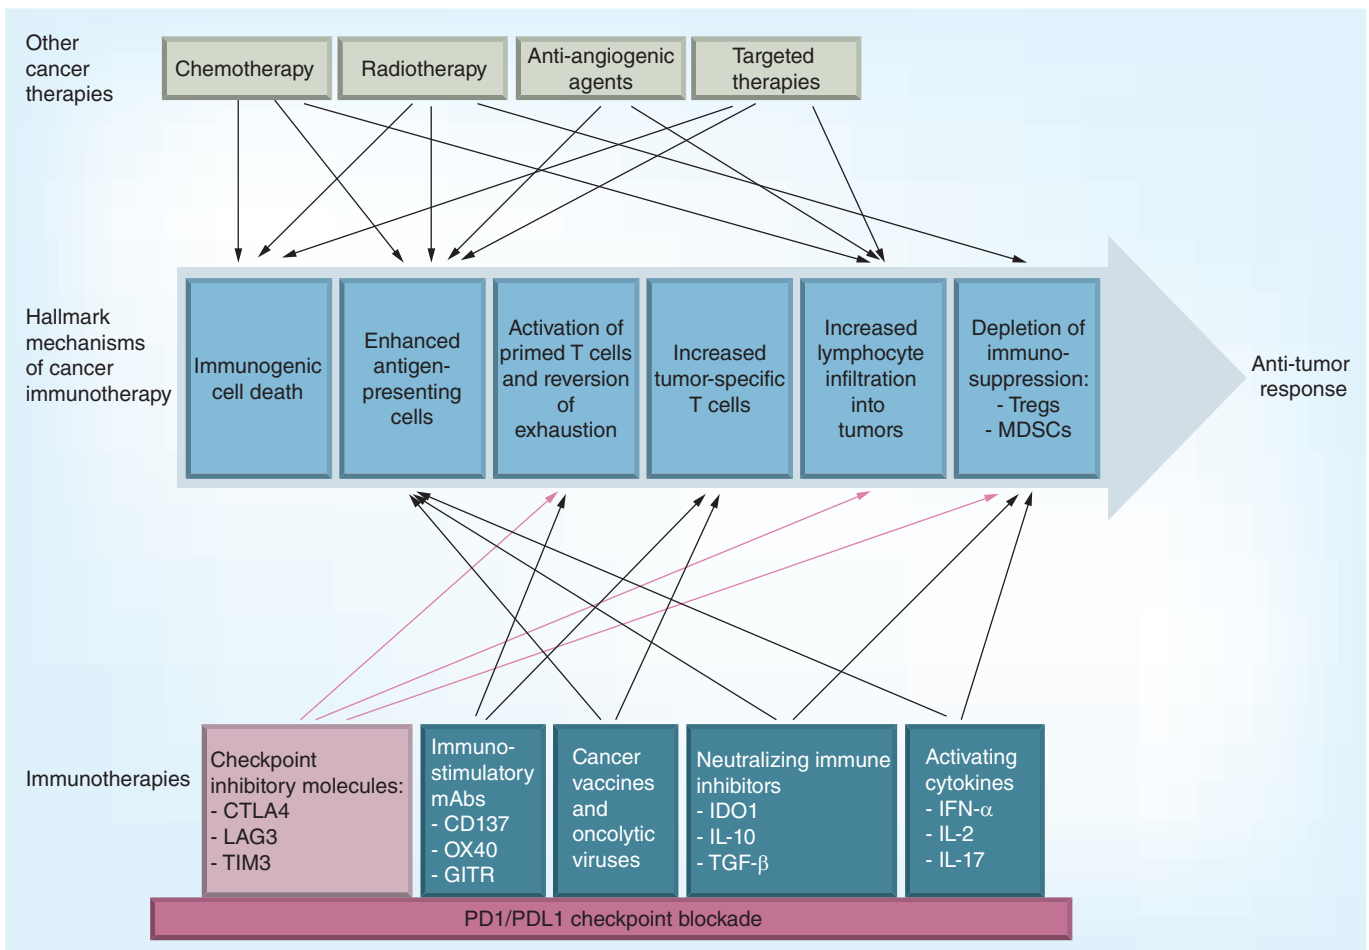 Other
cancer
therapies
Chemotherapy
Radiotherapy
Anti-angiogenic
agents
Targeted
therapies
Hallmark
mechanisms
of cancer
immunotherapy
Immunogenic
cell death
Enhanced
antigen-
presenting
cells
Activation of
primed T cells
and reversion
of
exhaustion
Increased
tumor-specific
T cells
Increased
lymphocyte
infiltration
into
tumors
Depletion of
immuno-
suppression:
- Tregs
- MDSCs
Anti-tumor
response
Immunotherapies
Checkpoint
inhibitory molecules:
- CTLA4
- LAG3
- TIM3
Immuno-
stimulatory
mAbs
- CD137
- OX40
- GITR
Cancer
vaccines
and
oncolytic
viruses
Neutralizing immune
inhibitors
- IDO1
- IL-10
- TGF-β
Activating
cytokines
- IFN-α
- IL-2
- IL-17
PD1/PDL1 checkpoint blockade